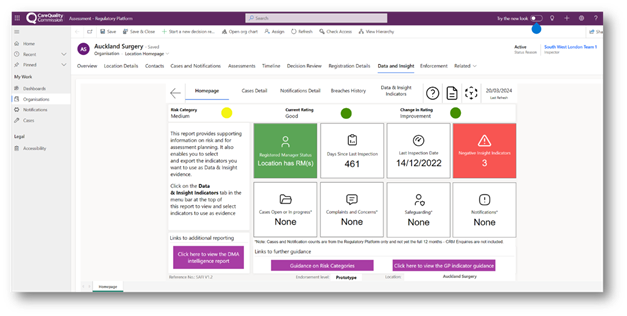 CareQuality
Commission
Assessment - Regulatory Platform
Search
Try the new look
Save
Save & Close
Start a new decision re...
Open org chart
Assign
Refresh
Check Access
View Hierarchy
Share
Home
Recent
Pinned
My Work
Dashboards
Organisations
Notifications
Cases
Legal
Accessibility
AS
Auckland Surgery - Saved
Organisation · Location Homepage
Active
Status Reason
South West London Team 1
Overview
Location Details
Contacts
Cases and Notifications
Assessments
Timeline
Decision Review
Registration Details
Data and Insight
Enforcement
Related
Homepage
Cases Detail
Notifications Detail
Breaches History
Data & Insight
Indicators
20/03/2024
Last Refresh
Risk Category
Medium
Current Rating
Good
Change in Rating
Improvement
This report provides supporting
information on risk and for
assessment planning. It also
enables you to select
and export the indicators you
want to use as Data & Insight
evidence.
Click on the Data
& Insight Indicators tab in the
menu bar at the top of
this report to view and select
indicators to use as evidence
Links to additional reporting
Click here to view the DMA
intelligence report
Registered Manager Status
Location has RM(s)
Days Since Last Inspection
461
Last Inspection Date
14/12/2022
Negative Insight Indicators
3
Cases Open or In progress*
None
Complaints and Concerns*
None
Safeguarding*
None
Notifications*
None
*Note: Cases and Notification counts are from the Regulatory Platform only and not yet the full 12 months - CRM Enquiries are not included.
Links to further guidance
Guidance on Risk Categories
Click here to view the GP indicator guidance
Prototype
Location
Auckland Surgery
Homepage